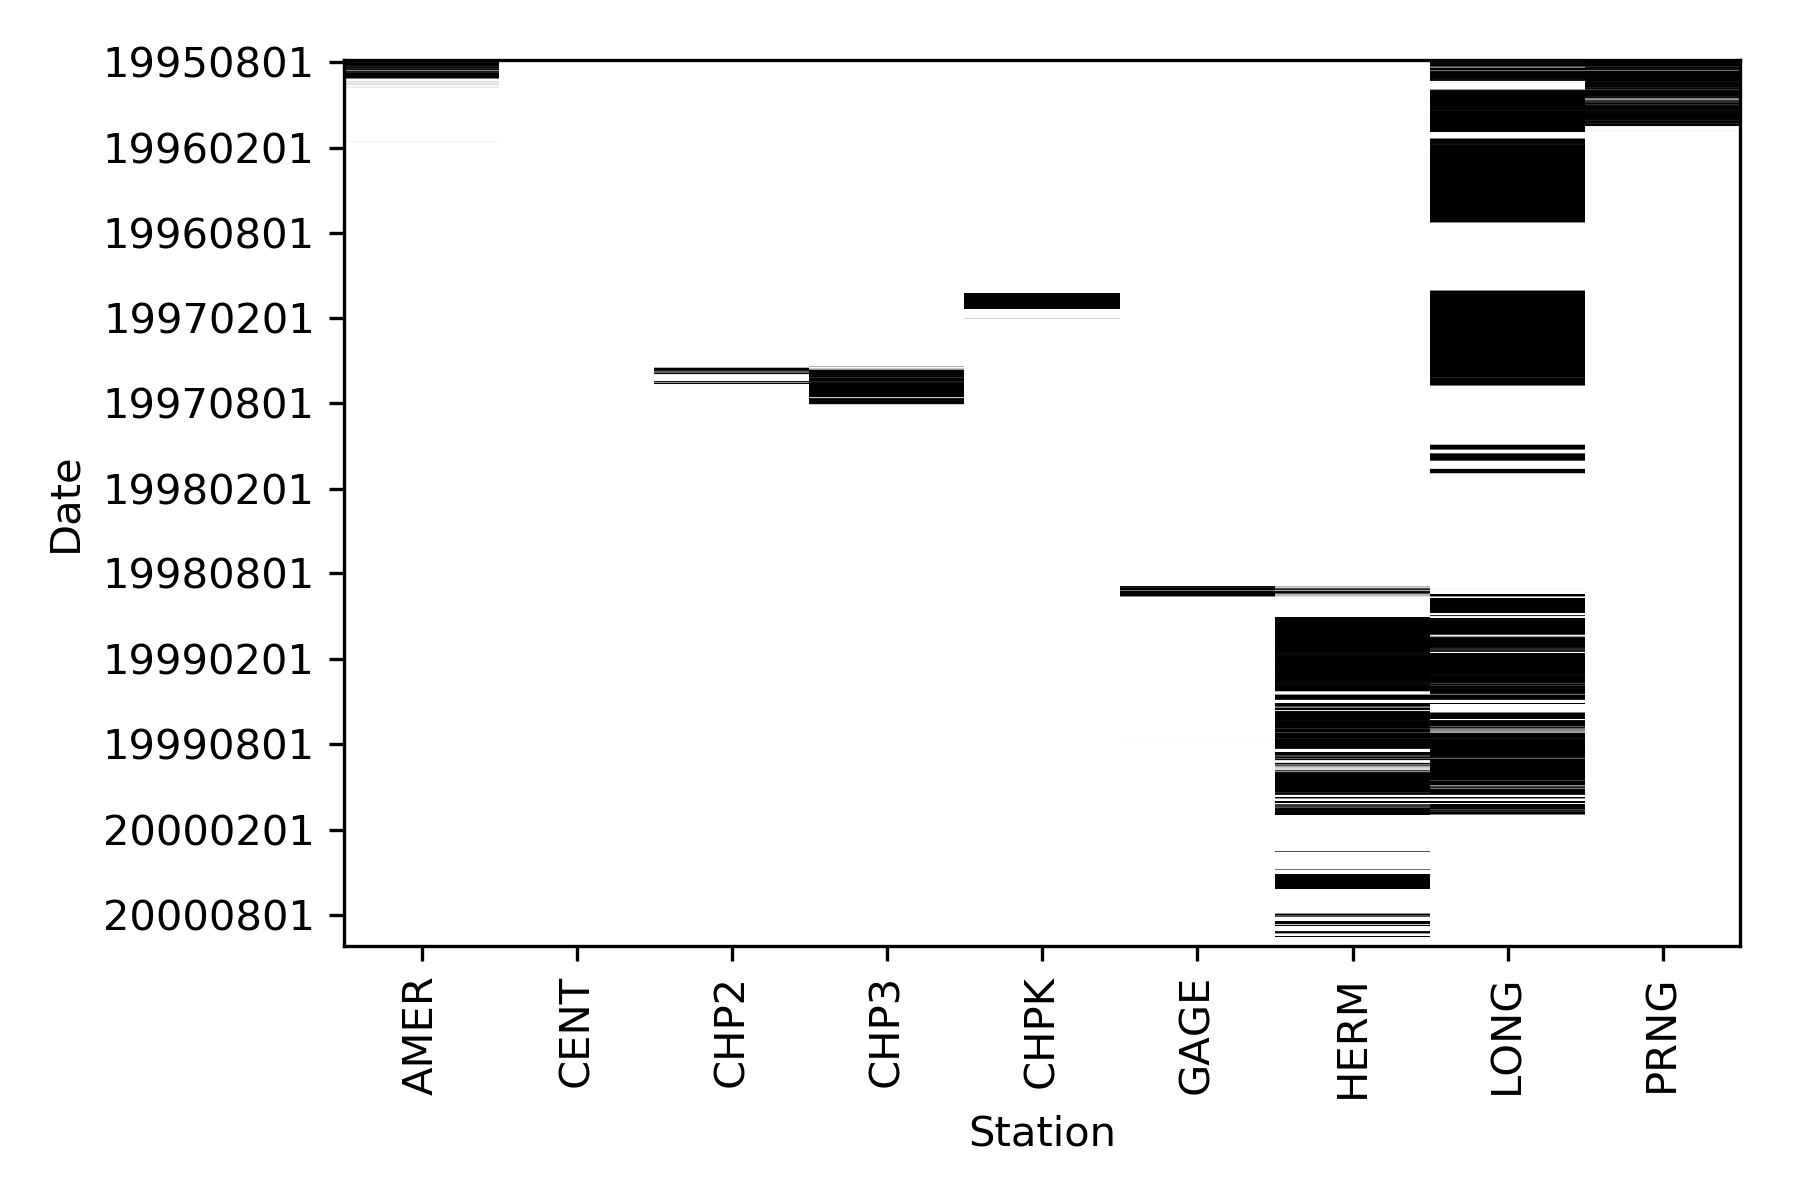 19950801
19960201
19960801
19970201
19970801
19980201
19980801
19990201
19990801
20000201
20000801
Date
AMER
CENT
CHP2
CHP3
CHPK
GAGE
HERM
LONG
PRNG
Station